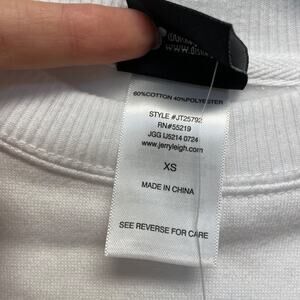 60%COTTON 40%POLYESTER
STYLE #JT25792
RN#55219
JGG IJ5214 0724
www.jerryleigh.com
XS
MADE IN CHINA
SEE REVERSE FOR CARE